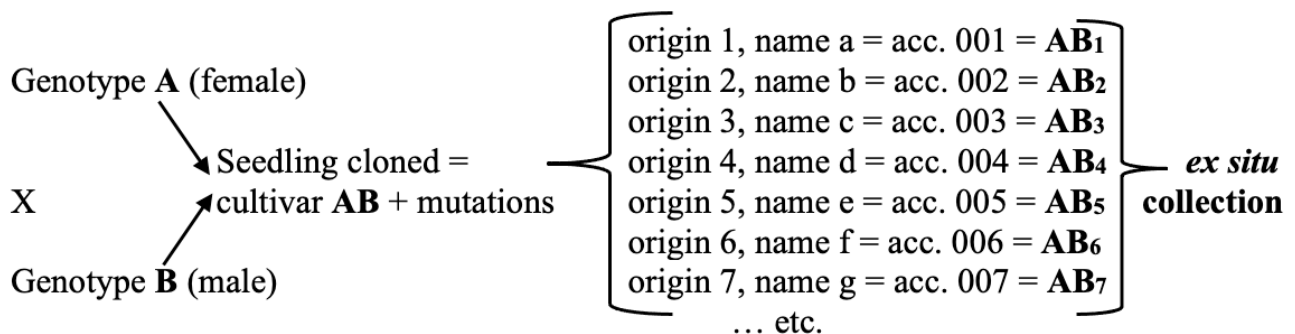 Genotype A (female)
X
Genotype B (male)
Seedling cloned =
cultivar AB + mutations
origin 1, name a = acc. 001 = AB₁
origin 2, name b = acc. 002 = AB₂
origin 3, name c = acc. 003 = AB₃
origin 4, name d = acc. 004 = AB₄
origin 5, name e = acc. 005 = AB₅
origin 6, name f = acc. 006 = AB₆
origin 7, name g = acc. 007 = AB₇
… etc.
ex situ
collection